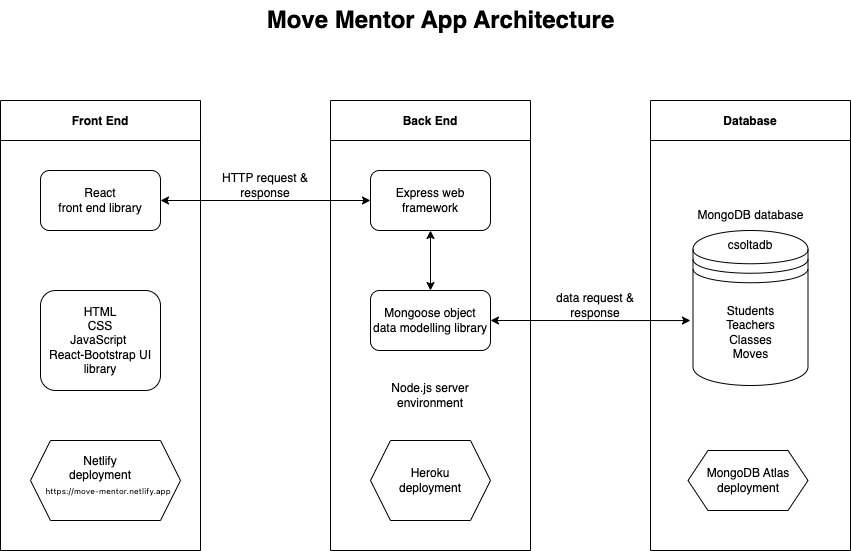 Move Mentor App Architecture
Front End
React
front end library
HTML
CSS
JavaScript
React-Bootstrap UI
library
Netlify
deployment
https://move-mentor.netlify.app
HTTP request &
response
Back End
Express web
framework
Mongoose object
data modelling library
Node.js server
environment
Heroku
deployment
data request &
response
Database
MongoDB database
csoltadb
Students
Teachers
Classes
Moves
MongoDB Atlas
deployment